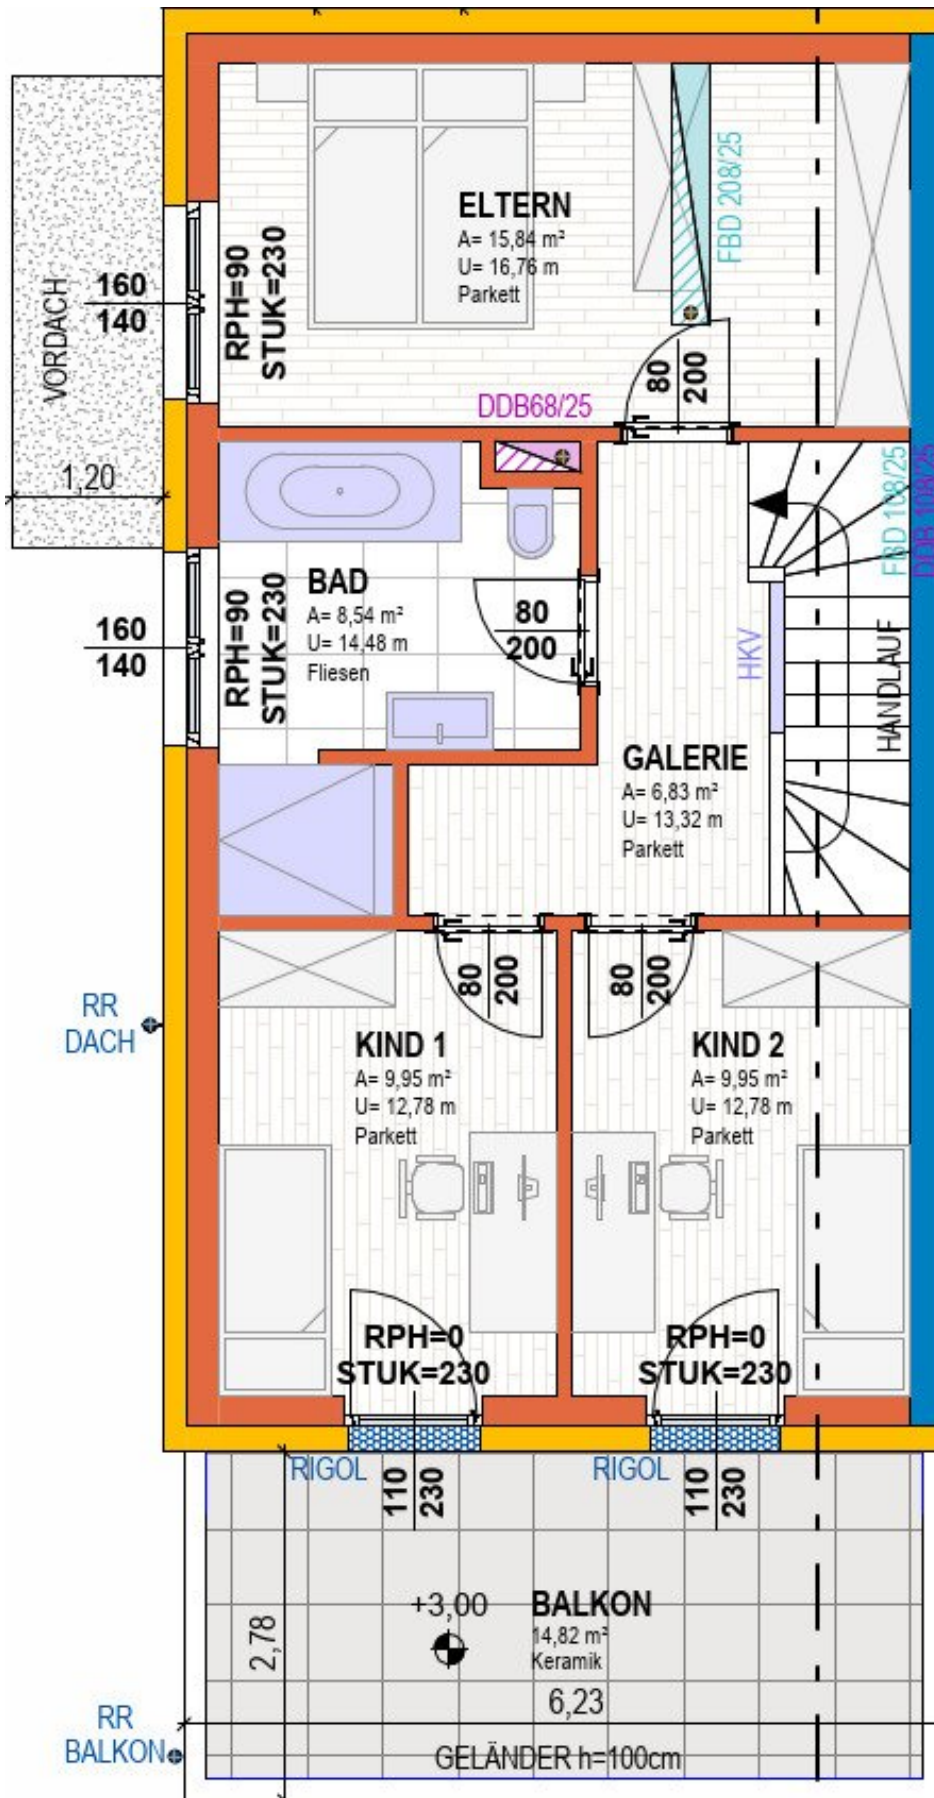 ELTERN
A= 15,84 m²
U= 16,76 m
Parkett
FBD 208/25
RPH=90
STUK=230
160
140
VORDACH
80
200
DDB68/25
1,20
FBD 108/25
DDB 108/25
BAD
A= 8,54 m²
U= 14,48 m
Fliesen
RPH=90
STUK=230
160
140
80
200
HKV
HANDLAUF
GALERIE
A= 6,83 m²
U= 13,32 m
Parkett
80
200
80
200
RR
DACH
KIND 1
A= 9,95 m²
U= 12,78 m
Parkett
KIND 2
A= 9,95 m²
U= 12,78 m
Parkett
RPH=0
STUK=230
RPH=0
STUK=230
RIGOL
110
230
RIGOL
110
230
+3,00
BALKON
14,82 m²
Keramik
2,78
6,23
RR
BALKON
GELÄNDER h=100cm